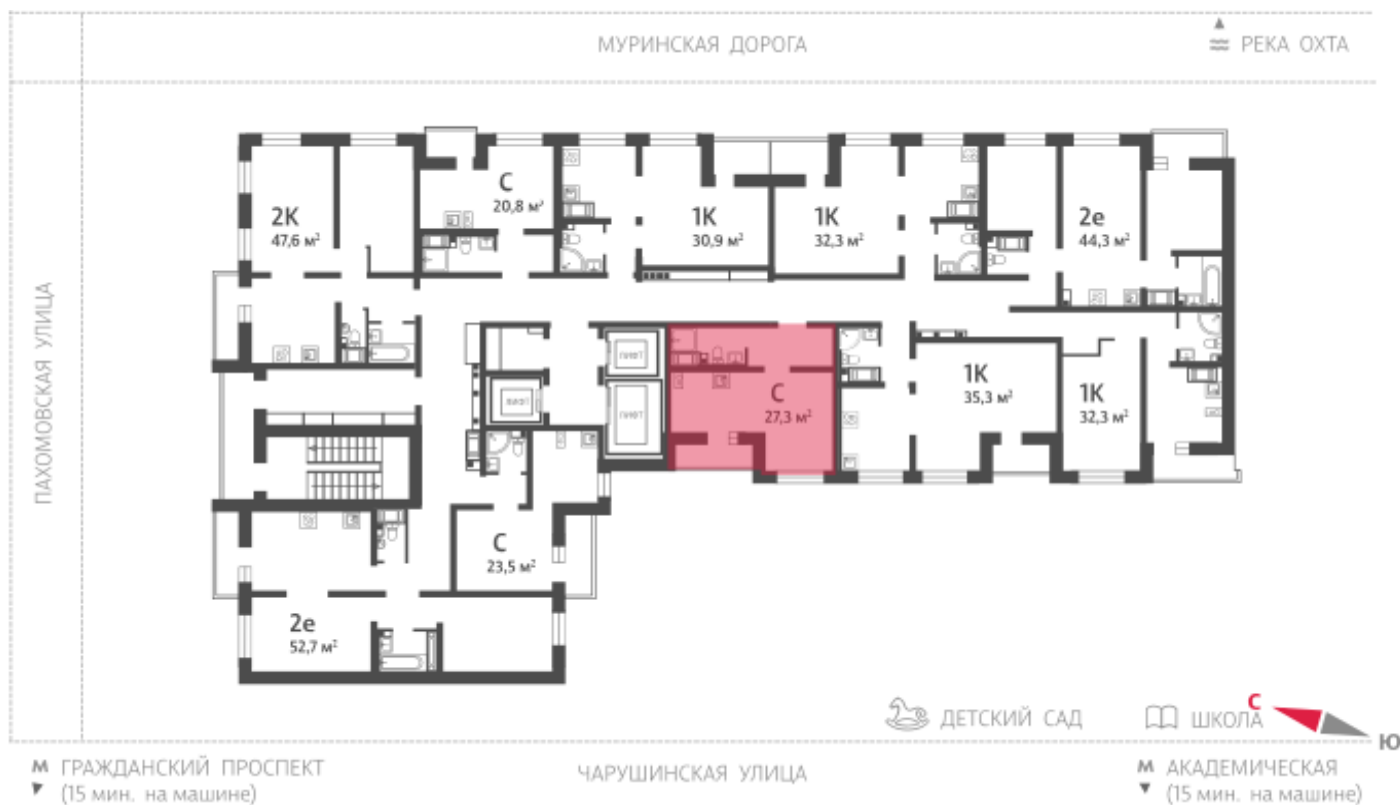 МУРИНСКАЯ ДОРОГА
РЕКА ОХТА
ПАХОМОВСКАЯ УЛИЦА
2К
47,6 м²
С
20,8 м²
1К
30,9 м²
1К
32,3 м²
2е
44,3 м²
лифт
лифт
лифт
С
27,3 м²
1К
35,3 м²
1К
32,3 м²
С
23,5 м²
2е
52,7 м²
ДЕТСКИЙ САД
ШКОЛА
С
Ю
М ГРАЖДАНСКИЙ ПРОСПЕКТ
(15 мин. на машине)
ЧАРУШИНСКАЯ УЛИЦА
М АКАДЕМИЧЕСКАЯ
(15 мин. на машине)